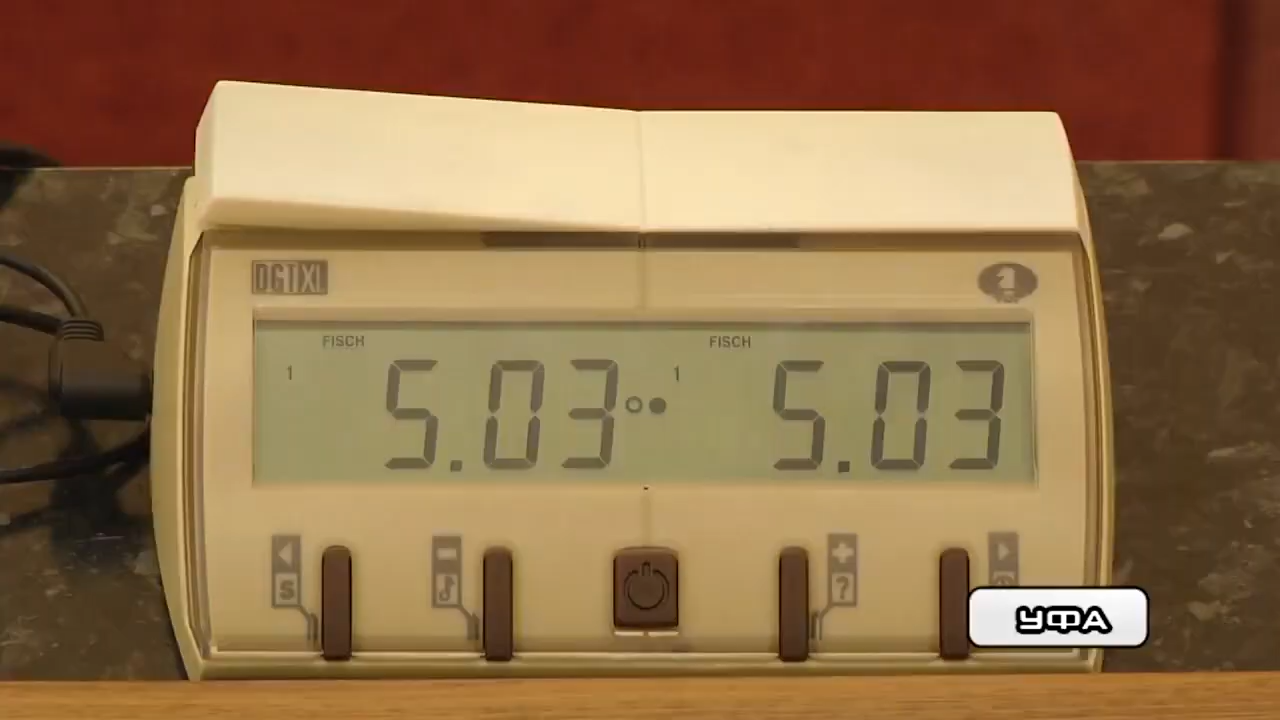 DGT XL
FISCH FISCH
1 5.03 1 5.03
S ?
УФА